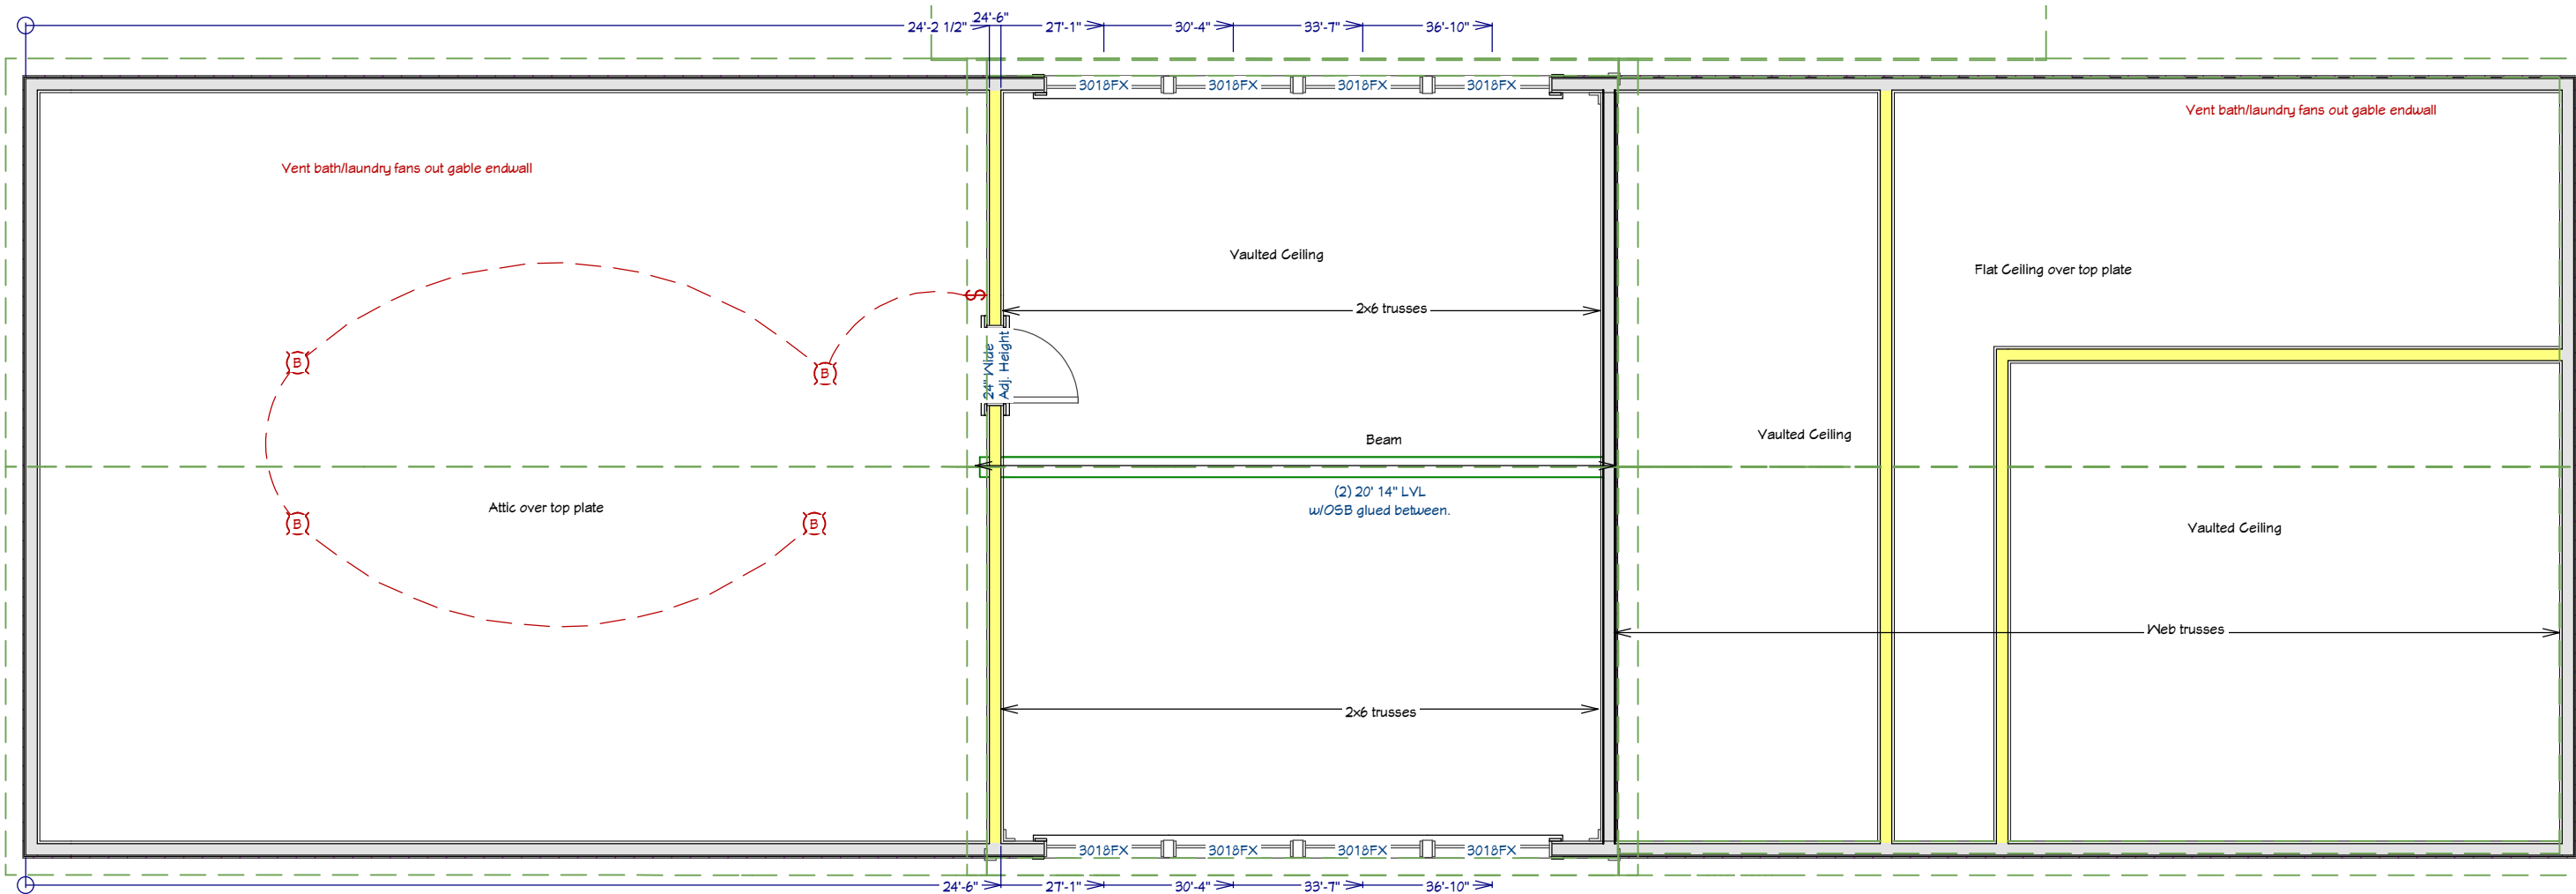 24'-6"
24'-2 1/2" 27'-1" 30'-4" 33'-7" 36'-10"
3018FX 3018FX 3018FX 3018FX
Vent bath/laundry fans out gable endwall
Vent bath/laundry fans out gable endwall
Vaulted Ceiling
Flat Ceiling over top plate
$
2x6 trusses
24" Wide
Adj. Height
B
B
Vaulted Ceiling
Beam
(2) 20' 14" LVL
w/OSB glued between.
Attic over top plate
B
B
Vaulted Ceiling
Web trusses
2x6 trusses
3018FX 3018FX 3018FX 3018FX
24'-6" 27'-1" 30'-4" 33'-7" 36'-10"